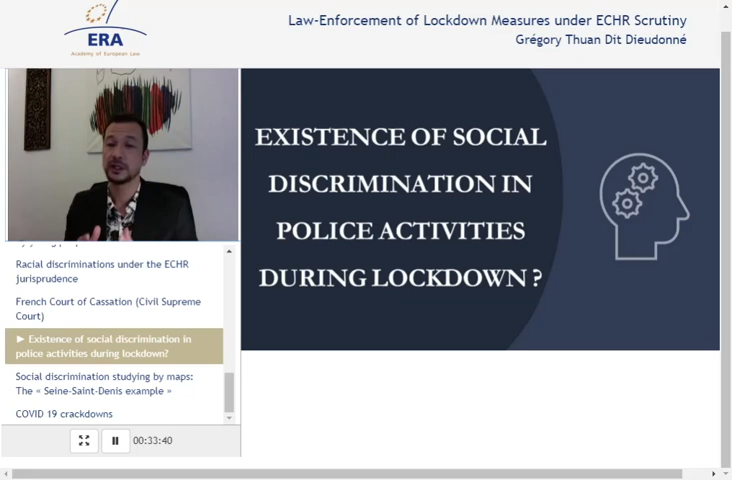 ERA
Academy of European Law
Law-Enforcement of Lockdown Measures under ECHR Scrutiny
Grégory Thuan Dit Dieudonné
EXISTENCE OF SOCIAL
DISCRIMINATION IN
POLICE ACTIVITIES
DURING LOCKDOWN ?
Racial discriminations under the ECHR
jurisprudence
French Court of Cassation (Civil Supreme
Court)
► Existence of social discrimination in
police activities during lockdown?
Social discrimination studying by maps:
The « Seine-Saint-Denis example »
COVID 19 crackdowns
00:33:40